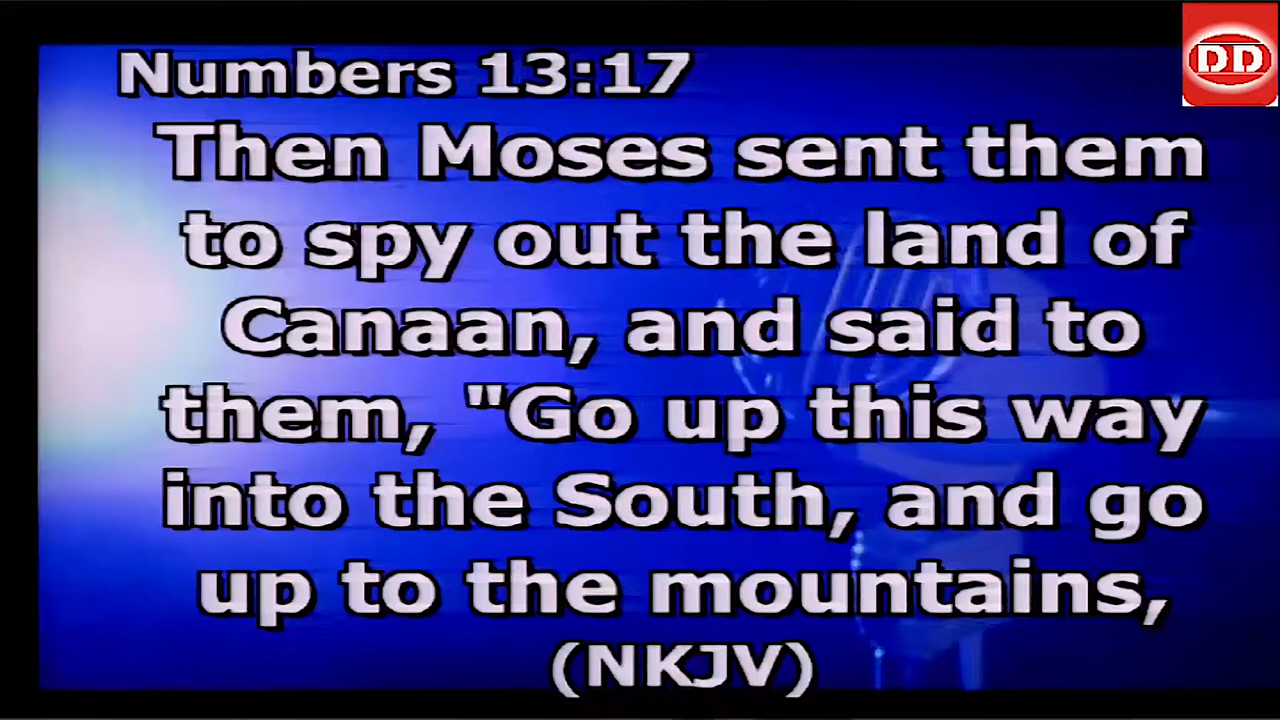 DD
Numbers 13:17
Then Moses sent them
to spy out the land of
Canaan, and said to
them, "Go up this way
into the South, and go
up to the mountains,
(NKJV)